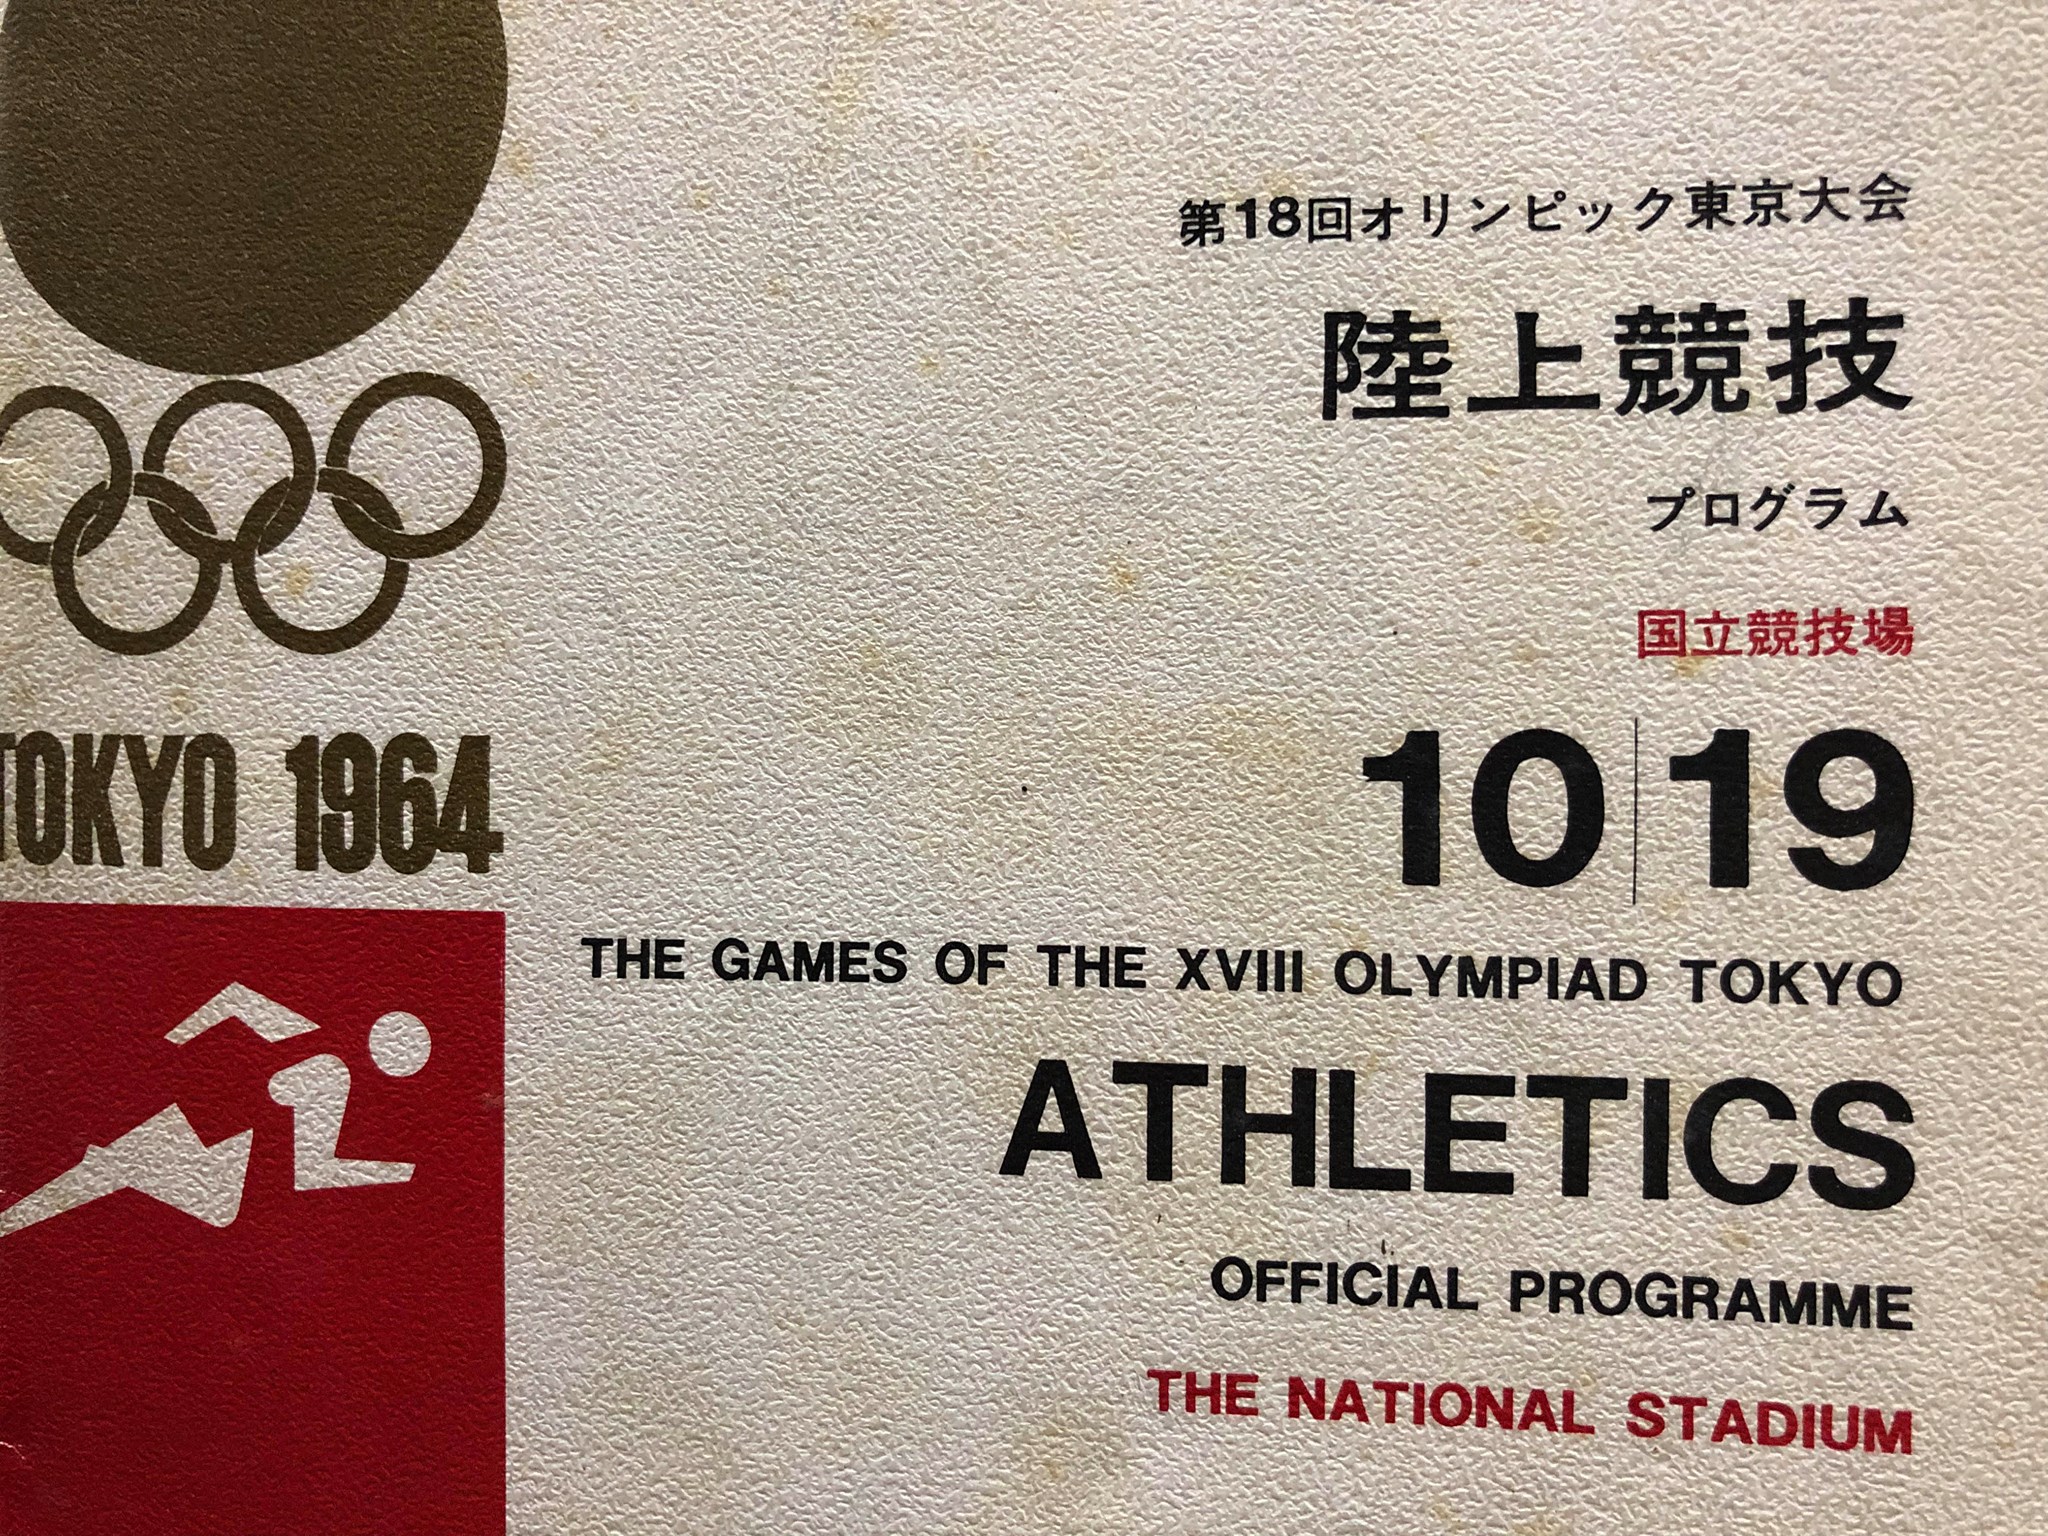 TOKYO 1964
第18回オリンピック東京大会
陸上競技
プログラム
国立競技場
10|19
THE GAMES OF THE XVIII OLYMPIAD TOKYO
ATHLETICS
OFFICIAL PROGRAMME
THE NATIONAL STADIUM